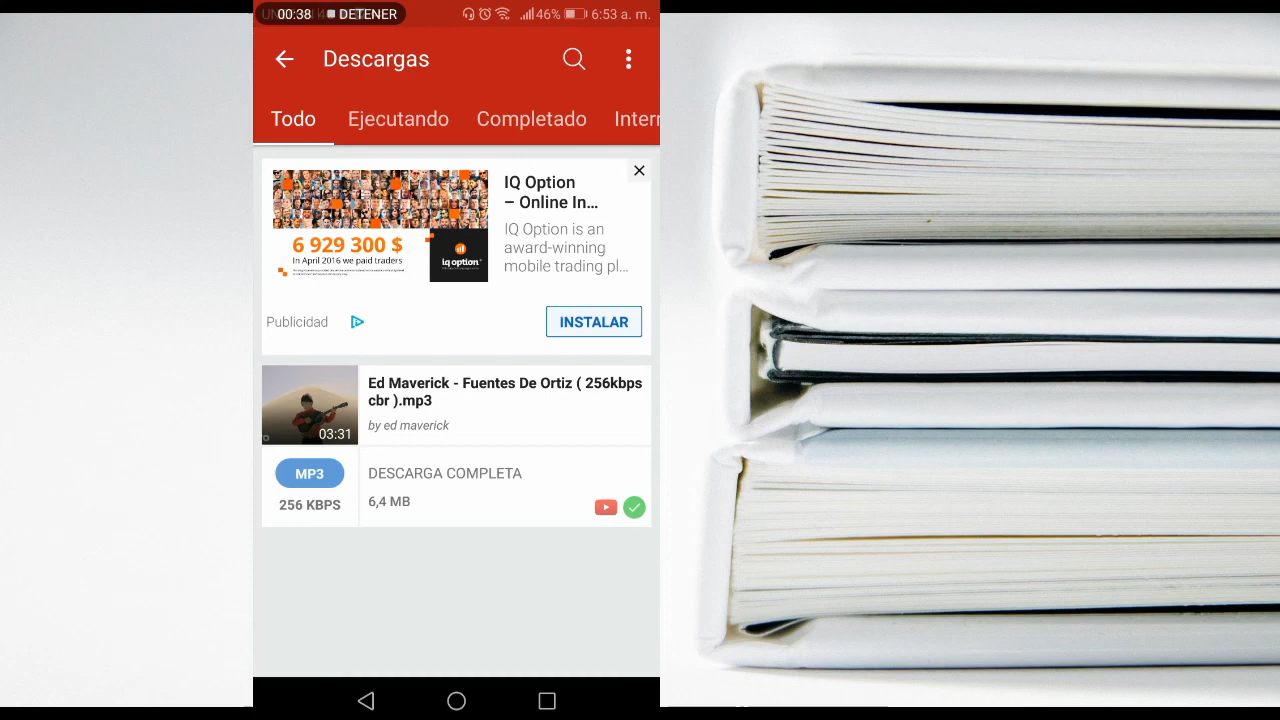 00:38 DETENER 46% 6:53 a. m.
Descargas
Todo Ejecutando Completado Interr
IQ Option
– Online In...
IQ Option is an
award-winning
mobile trading pl...
6 929 300 $
In April 2016 we paid traders
iq option
Publicidad
INSTALAR
Ed Maverick - Fuentes De Ortiz ( 256kbps
cbr ).mp3
by ed maverick
03:31
MP3
256 KBPS
DESCARGA COMPLETA
6,4 MB